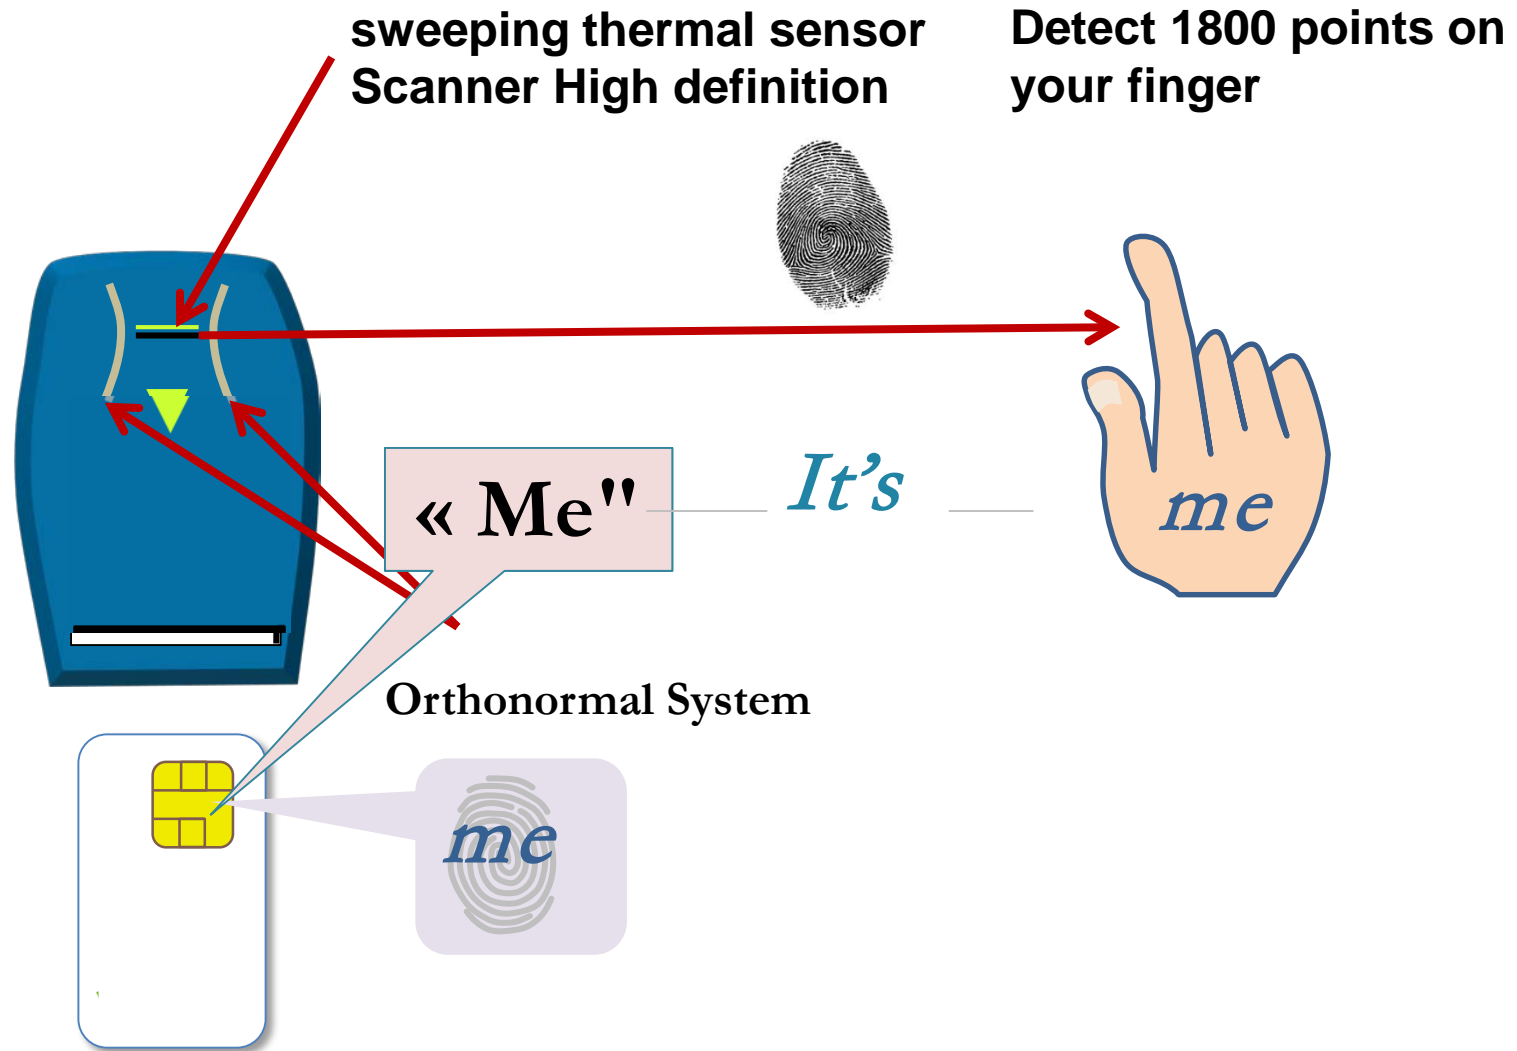 sweeping thermal sensor
Scanner High definition
Detect 1800 points on
your finger
« Me"
It's
me
Orthonormal System
me